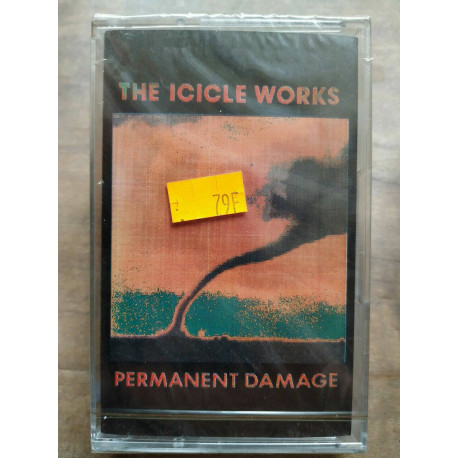 THE ICICLE WORKS
79F
PERMANENT DAMAGE